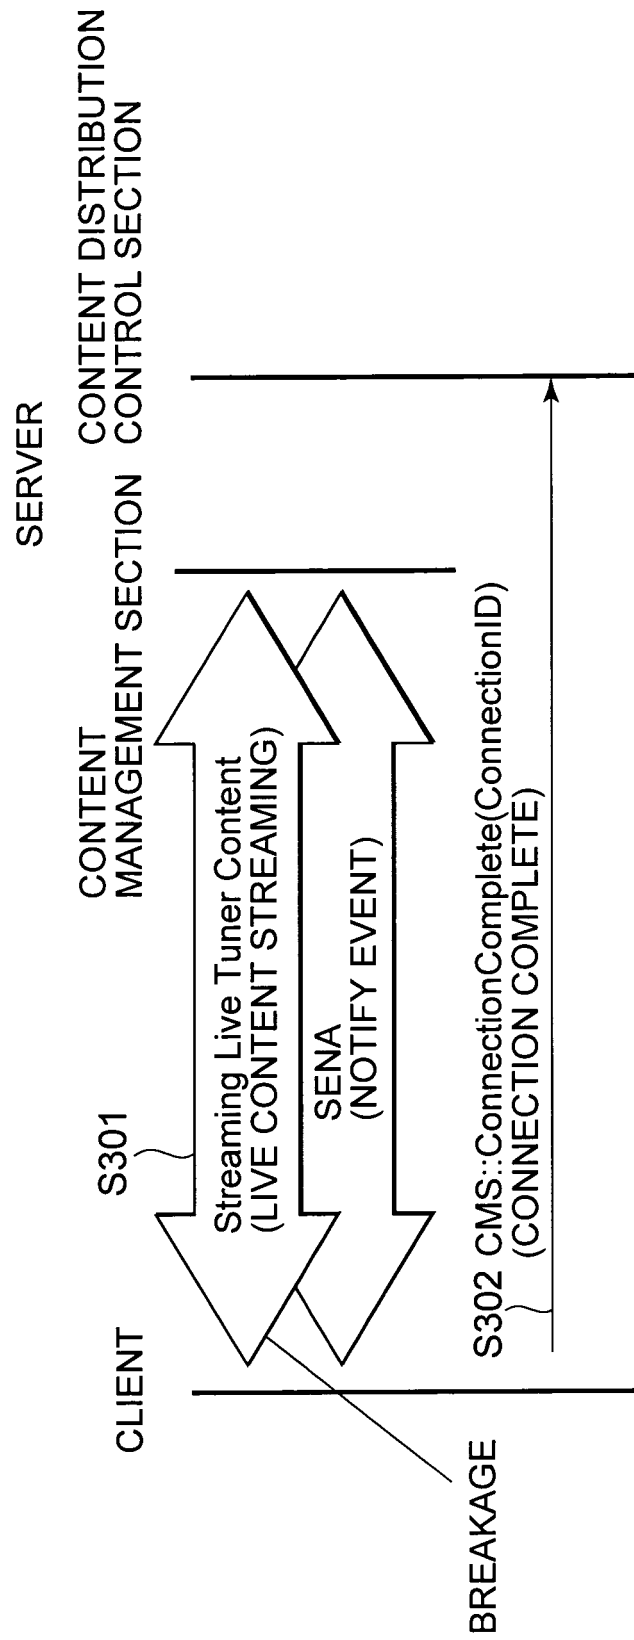 SERVER
CLIENT
CONTENT
MANAGEMENT SECTION
CONTENT DISTRIBUTION
CONTROL SECTION
S301
Streaming Live Tuner Content
(LIVE CONTENT STREAMING)
SENA
(NOTIFY EVENT)
BREAKAGE
S302 CMS::ConnectionComplete(ConnectionID)
(CONNECTION COMPLETE)